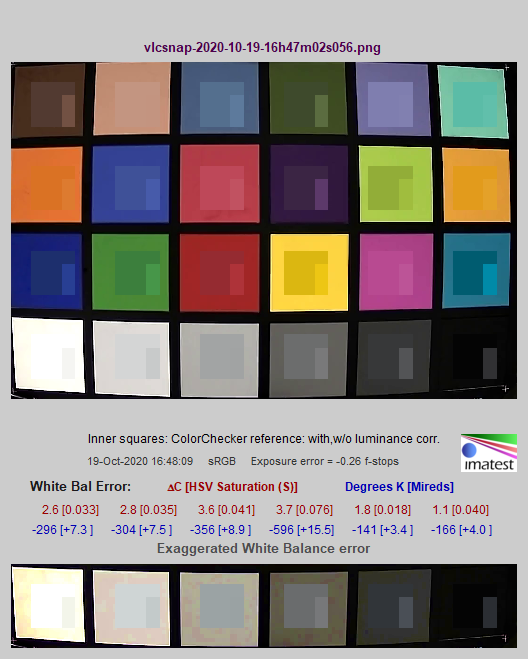 vlcsnap-2020-10-19-16h47m02s056.png
Inner squares: ColorChecker reference: with,w/o luminance corr.
19-Oct-2020 16:48:09 sRGB Exposure error = -0.26 f-stops
imatest
White Bal Error: ΔC [HSV Saturation (S)] Degrees K [Mireds]
2.6 [0.033] 2.8 [0.035] 3.6 [0.041] 3.7 [0.076] 1.8 [0.018] 1.1 [0.040]
-296 [+7.3 ] -304 [+7.5 ] -356 [+8.9 ] -596 [+15.5] -141 [+3.4 ] -166 [+4.0 ]
Exaggerated White Balance error